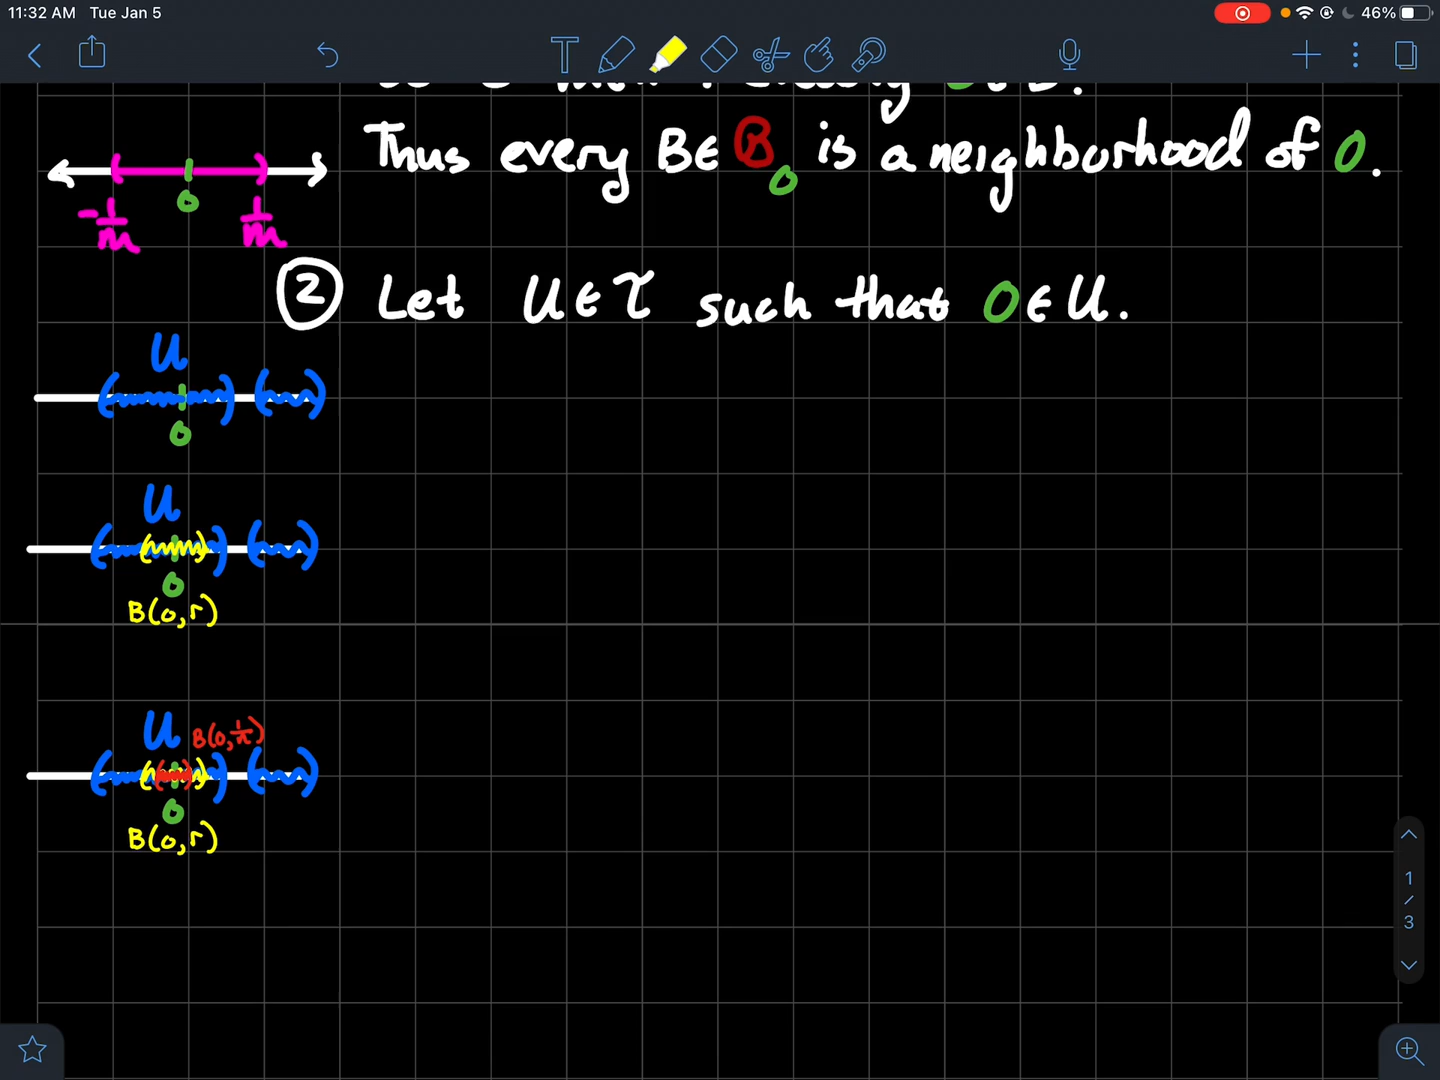 11:32 AM Tue Jan 5
46%
T
Thus every B∈ B₀ is a neighborhood of 0.
0
-1/m 1/m
② Let U∈τ such that 0∈U.
U
0
U
0
B(0,r)
U B(0,1/k)
0
B(0,r)
1
/
3